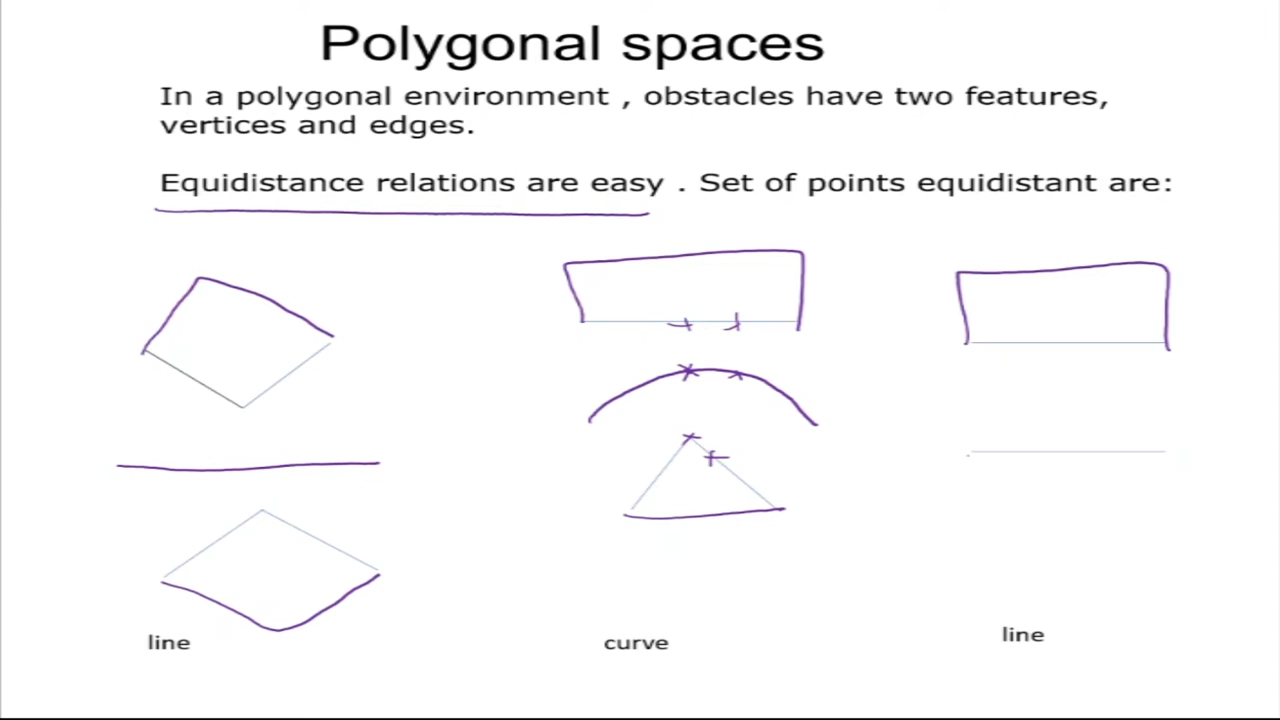 Polygonal spaces
In a polygonal environment , obstacles have two features,
vertices and edges.
Equidistance relations are easy . Set of points equidistant are:
line
curve
line